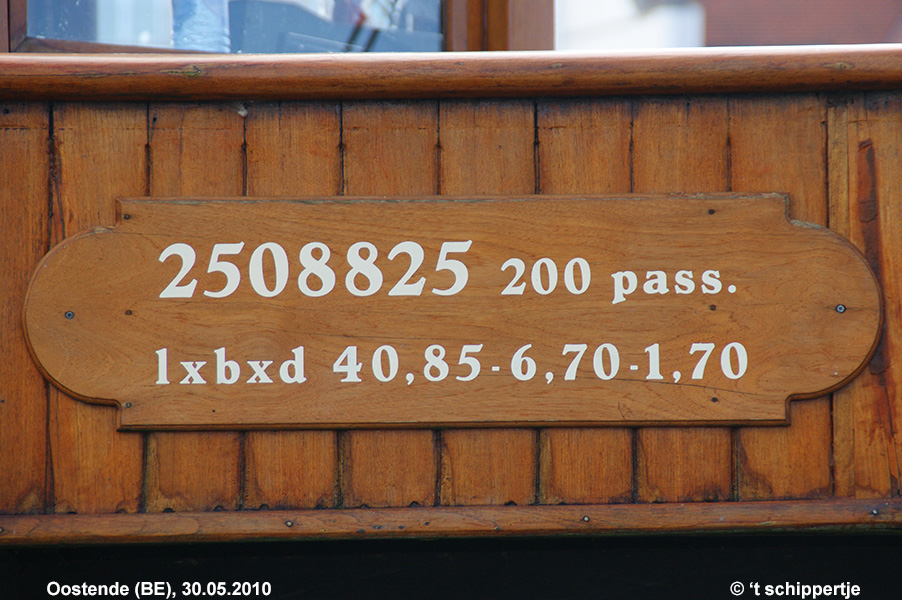 2508825 200 pass.
lxbxd 40,85-6,70-1,70
Oostende (BE), 30.05.2010
© ‘t schippertje